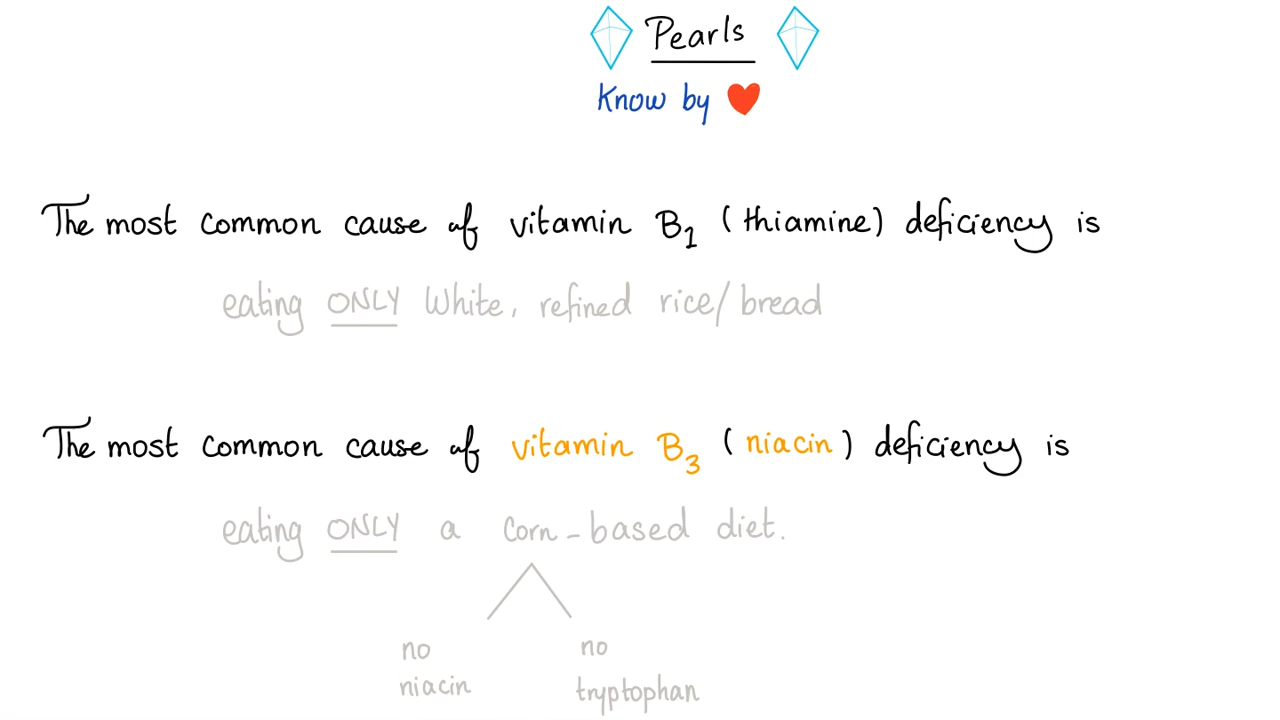 Pearls
Know by
The most common cause of vitamin B1 (thiamine) deficiency is
eating ONLY White, refined rice/bread
The most common cause of vitamin B3 (niacin) deficiency is
eating ONLY a corn-based diet.
no no
niacin tryptophan